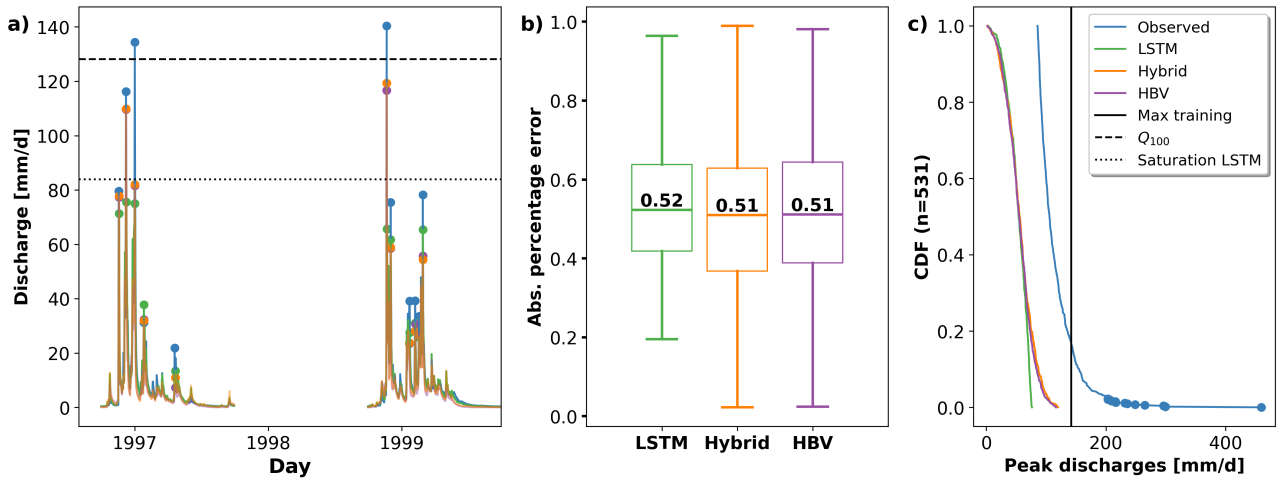 a)
140
120
100
80
60
40
20
0
Discharge [mm/d]
1997
1998
1999
Day
b)
1.0
0.8
0.6
0.4
0.2
0.0
Abs. percentage error
0.52
0.51
0.51
LSTM
Hybrid
HBV
c)
1.0
0.8
0.6
0.4
0.2
0.0
CDF (n=531)
0
200
400
Peak discharges [mm/d]
Observed
LSTM
Hybrid
HBV
Max training
Q100
Saturation LSTM